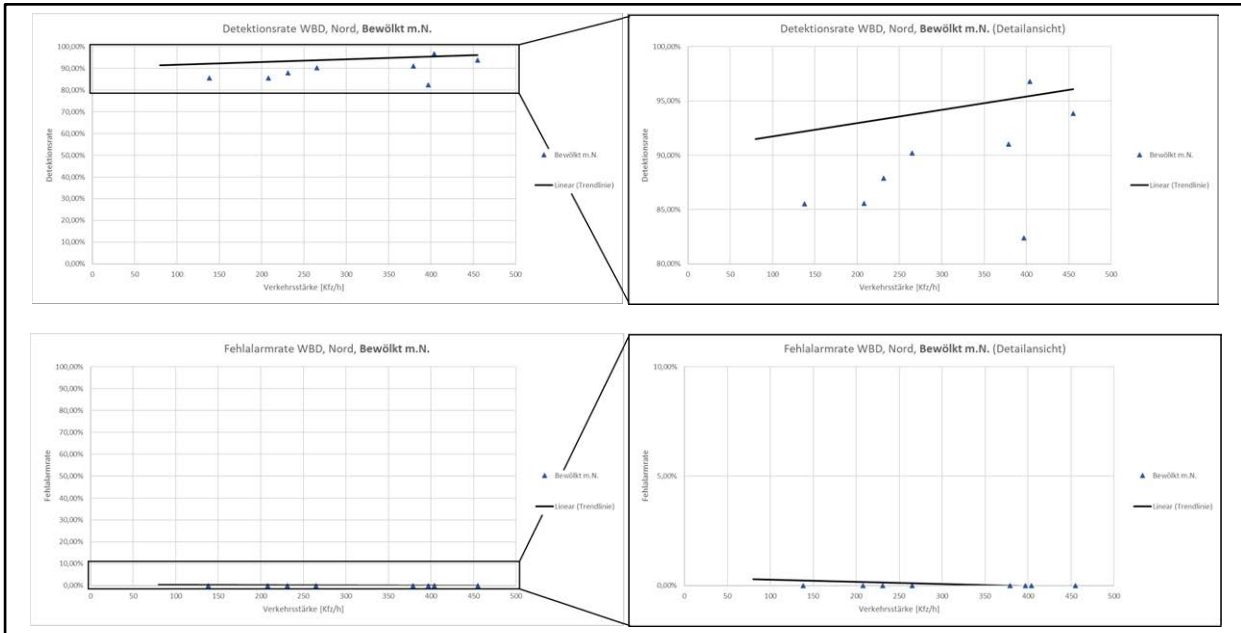 Detektionsrate WBD, Nord, Bewölkt m.N.
100,00%
90,00%
80,00%
70,00%
60,00%
50,00%
40,00%
30,00%
20,00%
10,00%
0,00%
Detektionsrate
0 50 100 150 200 250 300 350 400 450 500
Verkehrsstärke [Kfz/h]
Bewölkt m.N.
Linear (Trendlinie)
Detektionsrate WBD, Nord, Bewölkt m.N. (Detailansicht)
100,00%
95,00%
90,00%
85,00%
80,00%
Detektionsrate
0 50 100 150 200 250 300 350 400 450 500
Verkehrsstärke [Kfz/h]
Bewölkt m.N.
Linear (Trendlinie)
Fehlalarmrate WBD, Nord, Bewölkt m.N.
100,00%
90,00%
80,00%
70,00%
60,00%
50,00%
40,00%
30,00%
20,00%
10,00%
0,00%
Fehlalarmrate
0 50 100 150 200 250 300 350 400 450 500
Verkehrsstärke [Kfz/h]
Bewölkt m.N.
Linear (Trendlinie)
Fehlalarmrate WBD, Nord, Bewölkt m.N. (Detailansicht)
10,00%
5,00%
0,00%
Fehlalarmrate
0 50 100 150 200 250 300 350 400 450 500
Verkehrsstärke [Kfz/h]
Bewölkt m.N.
Linear (Trendlinie)